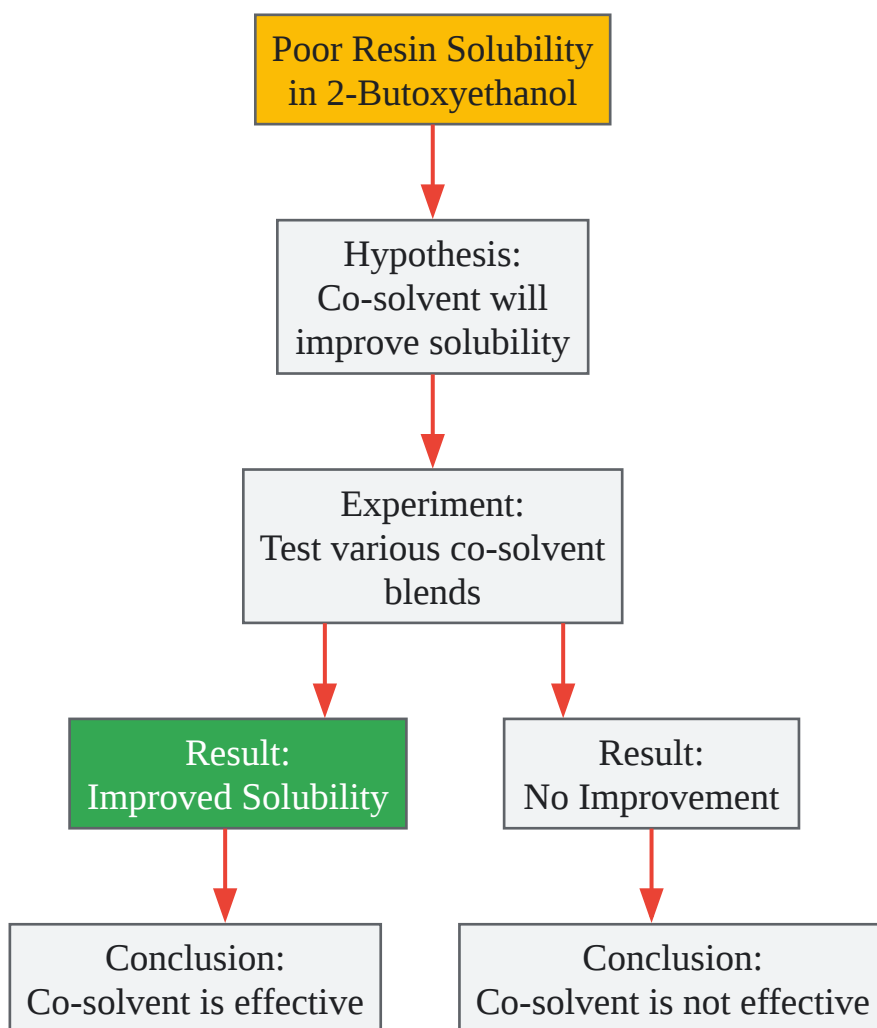 Poor Resin Solubility
in 2-Butoxyethanol
Hypothesis:
Co-solvent will
improve solubility
Experiment:
Test various co-solvent
blends
Result:
Improved Solubility
Result:
No Improvement
Conclusion:
Co-solvent is effective
Conclusion:
Co-solvent is not effective